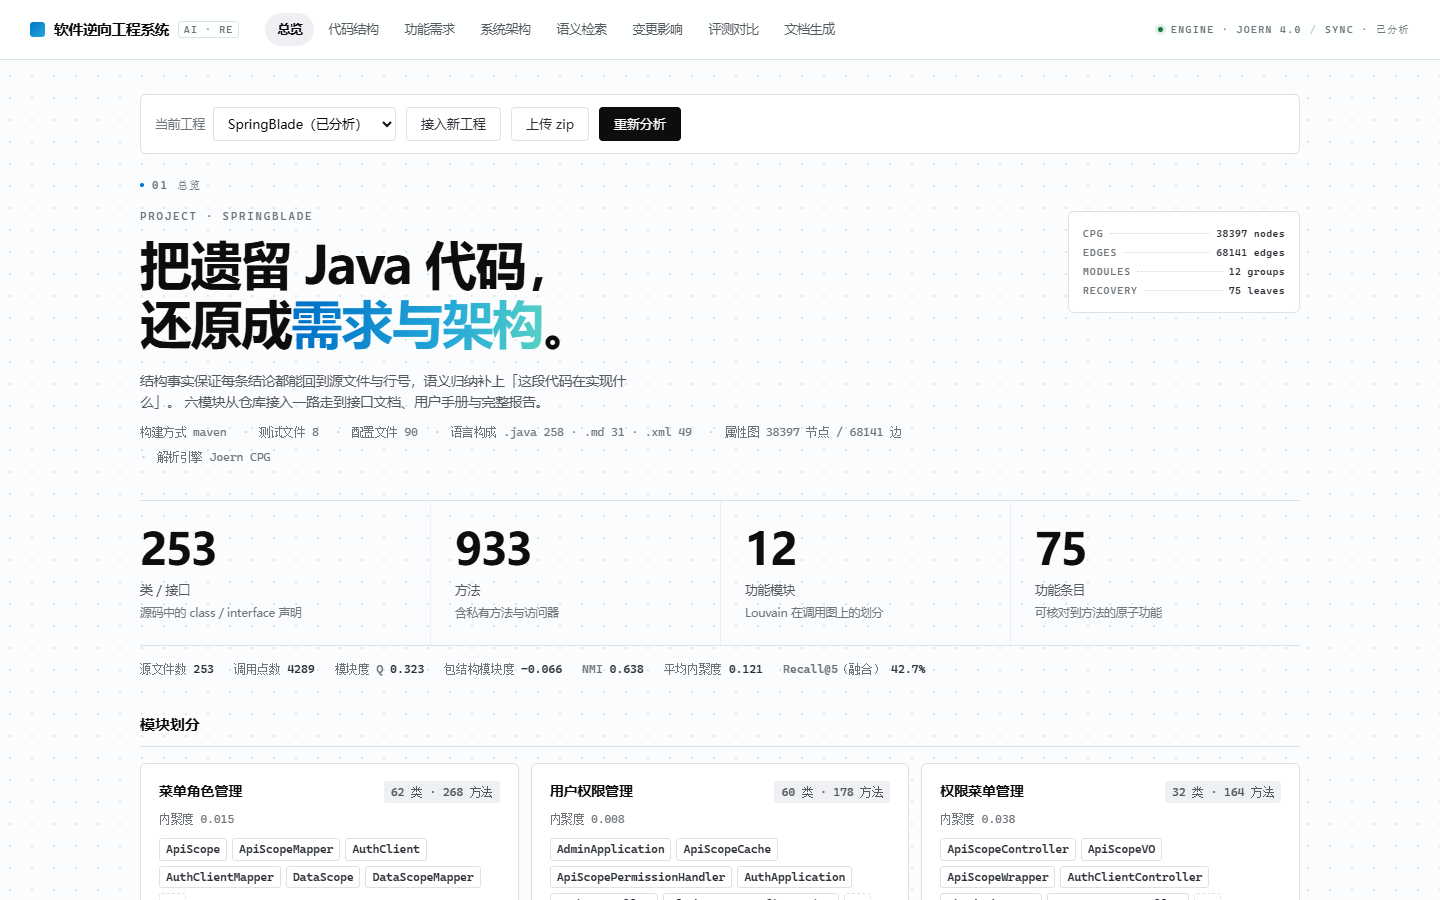 软件逆向工程系统 AI · RE 总览 代码结构 功能需求 系统架构 语义检索 变更影响 评测对比 文档生成 ENGINE · JOERN 4.0 / SYNC · 已分析
当前工程 SpringBlade（已分析） 接入新工程 上传 zip 重新分析
01 总览
PROJECT · SPRINGBLADE
把遗留 Java 代码，
还原成需求与架构。
CPG 38397 nodes
EDGES 68141 edges
MODULES 12 groups
RECOVERY 75 leaves
结构事实保证每条结论都能回到源文件与行号，语义归纳补上「这段代码在实现什
么」。 六模块从仓库接入一路走到接口文档、用户手册与完整报告。
构建方式 maven · 测试文件 8 · 配置文件 90 · 语言构成 .java 258 · .md 31 · .xml 49 · 属性图 38397 节点 / 68141 边
· 解析引擎 Joern CPG
253 933 12 75
类 / 接口 方法 功能模块 功能条目
源码中的 class / interface 声明 含私有方法与访问器 Louvain 在调用图上的划分 可核对到方法的原子功能
源文件数 253 调用点数 4289 模块度 Q 0.323 包结构模块度 −0.066 NMI 0.638 平均内聚度 0.121 Recall@5（融合） 42.7%
模块划分
菜单角色管理 62 类 · 268 方法
内聚度 0.015
ApiScope ApiScopeMapper AuthClient
AuthClientMapper DataScope DataScopeMapper
用户权限管理 60 类 · 178 方法
内聚度 0.008
AdminApplication ApiScopeCache
ApiScopePermissionHandler AuthApplication
权限菜单管理 32 类 · 164 方法
内聚度 0.038
ApiScopeController ApiScopeVO
ApiScopeWrapper AuthClientController